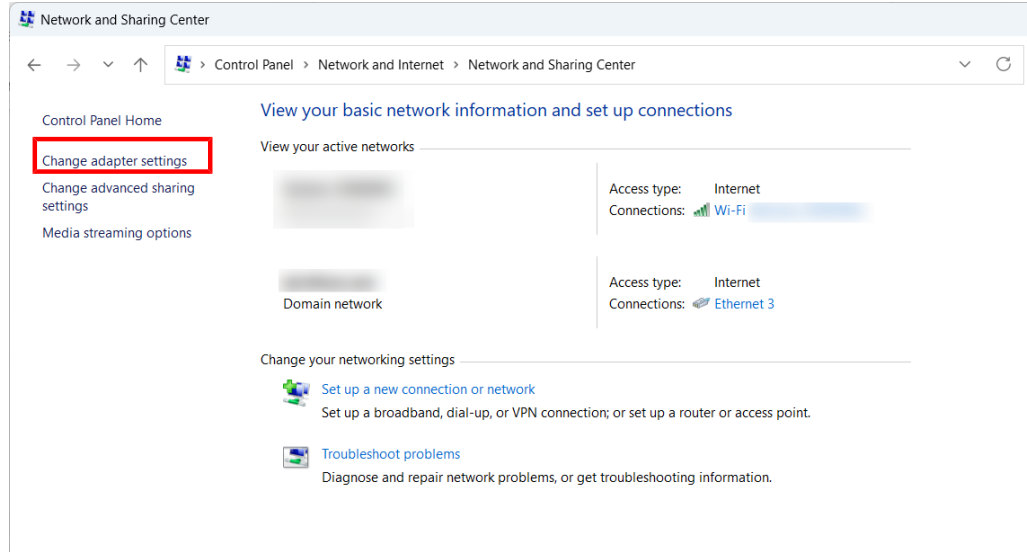 Network and Sharing Center
Control Panel > Network and Internet > Network and Sharing Center
Control Panel Home
Change adapter settings
Change advanced sharing
settings
Media streaming options
View your basic network information and set up connections
View your active networks
Access type: Internet
Connections: Wi-Fi
Domain network
Access type: Internet
Connections: Ethernet 3
Change your networking settings
Set up a new connection or network
Set up a broadband, dial-up, or VPN connection; or set up a router or access point.
Troubleshoot problems
Diagnose and repair network problems, or get troubleshooting information.